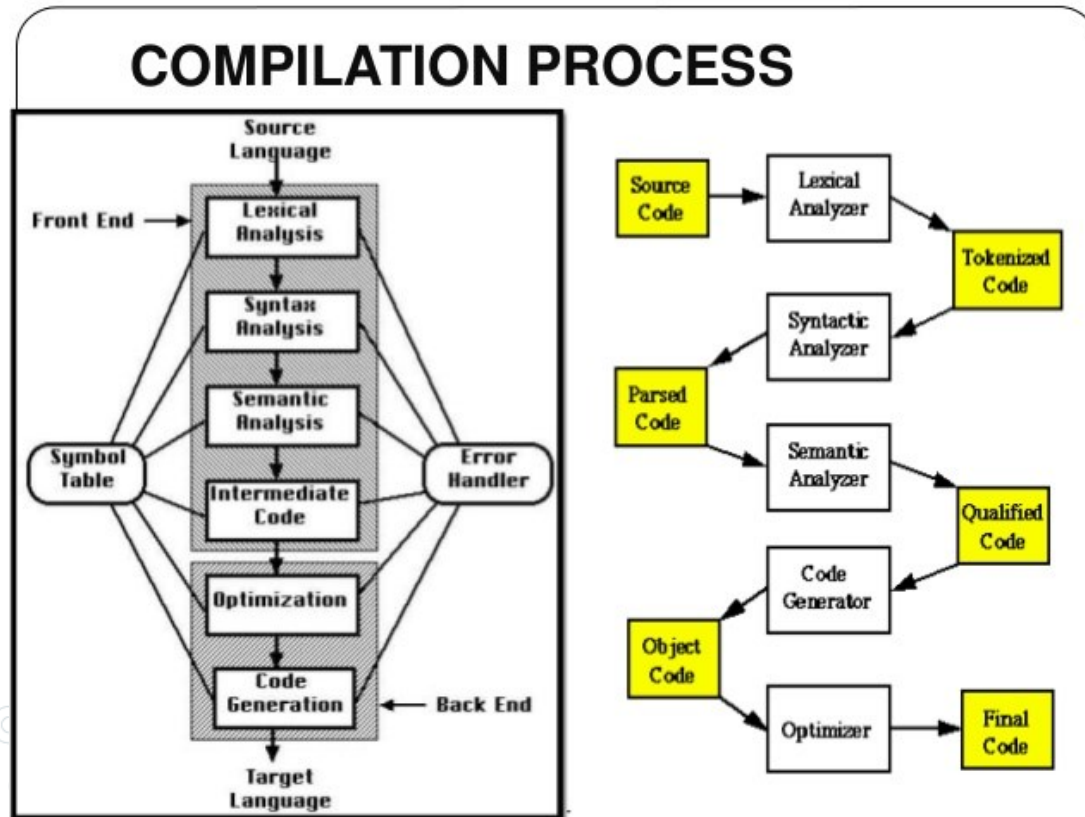 COMPILATION PROCESS
Source
Language
Front End
Lexical
Analysis
Syntax
Analysis
Semantic
Analysis
Symbol
Table
Error
Handler
Intermediate
Code
Optimization
Code
Generation
Back End
Target
Language
Source
Code
Lexical
Analyzer
Tokenized
Code
Syntactic
Analyzer
Parsed
Code
Semantic
Analyzer
Qualified
Code
Code
Generator
Object
Code
Optimizer
Final
Code